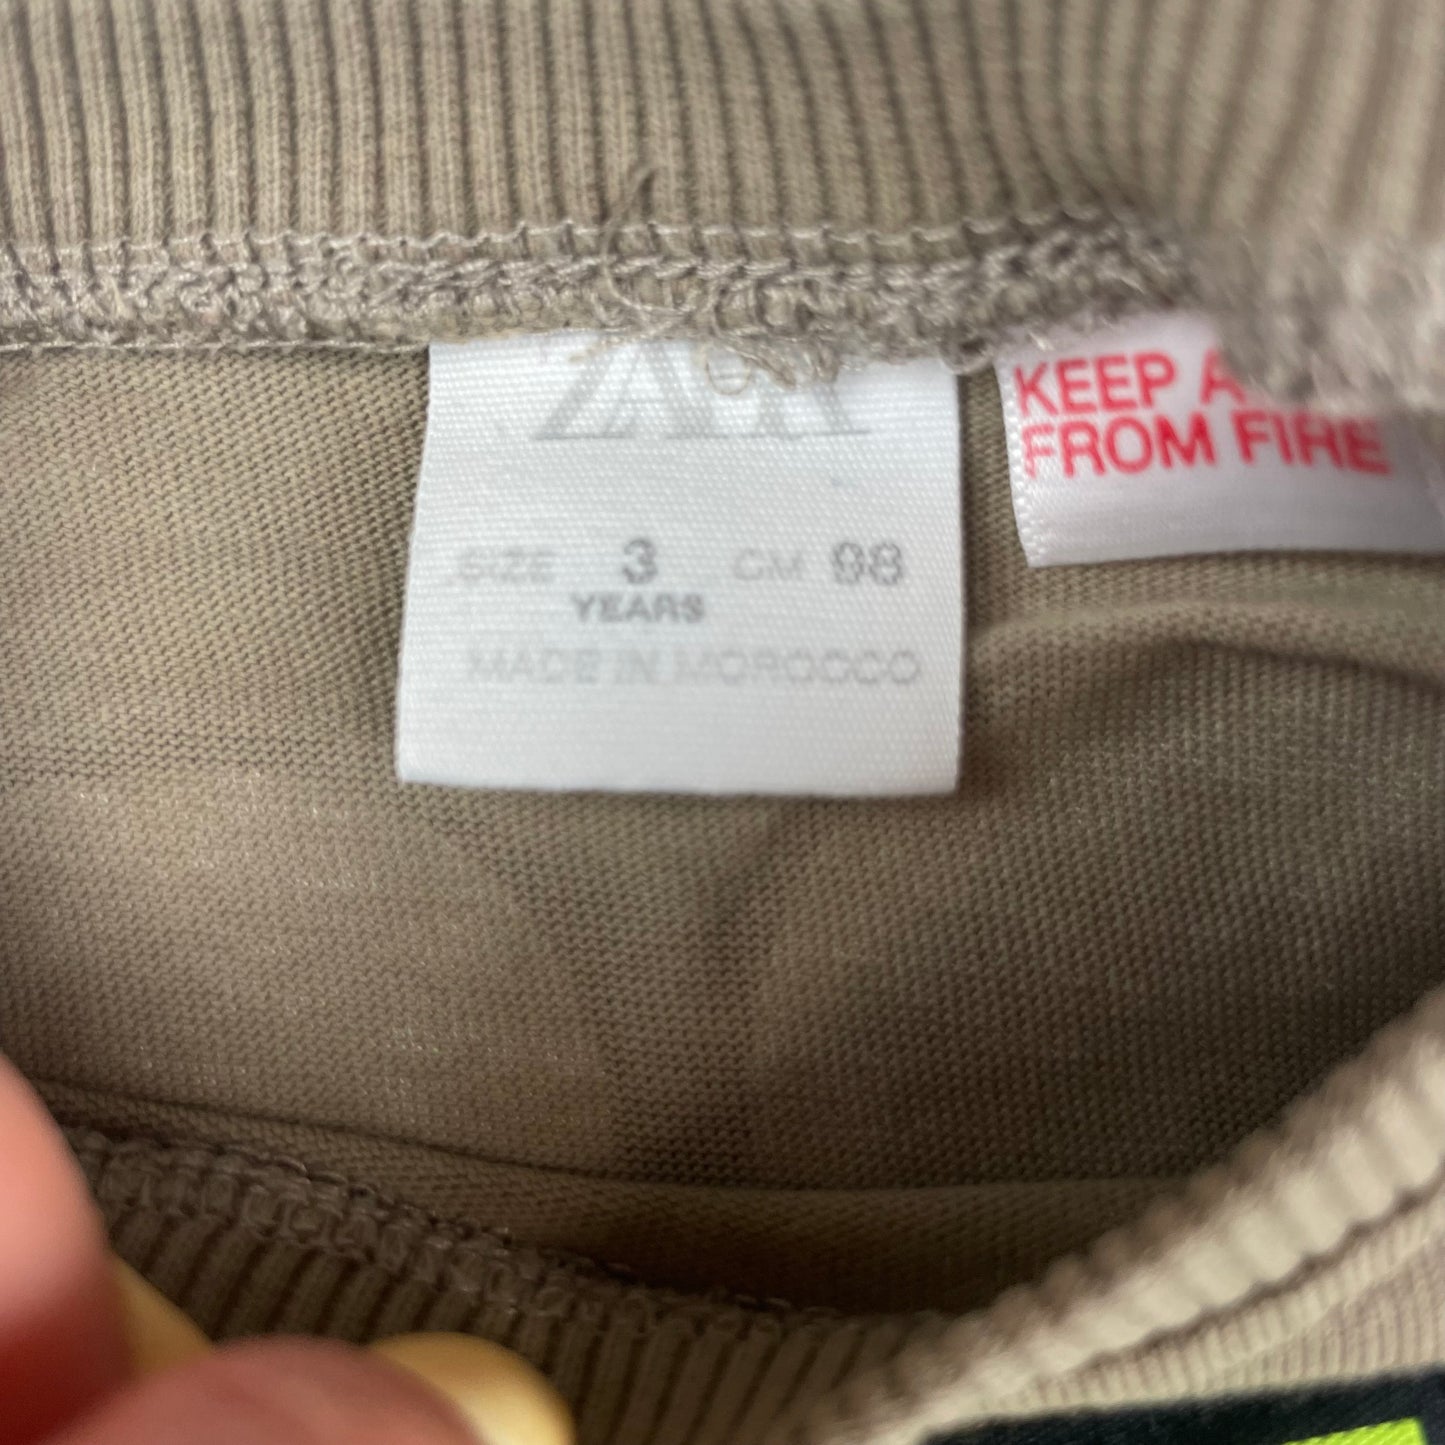 ZARA
SIZE 3 CM 98
YEARS
MADE IN MOROCCO
KEEP A
FROM FIRE